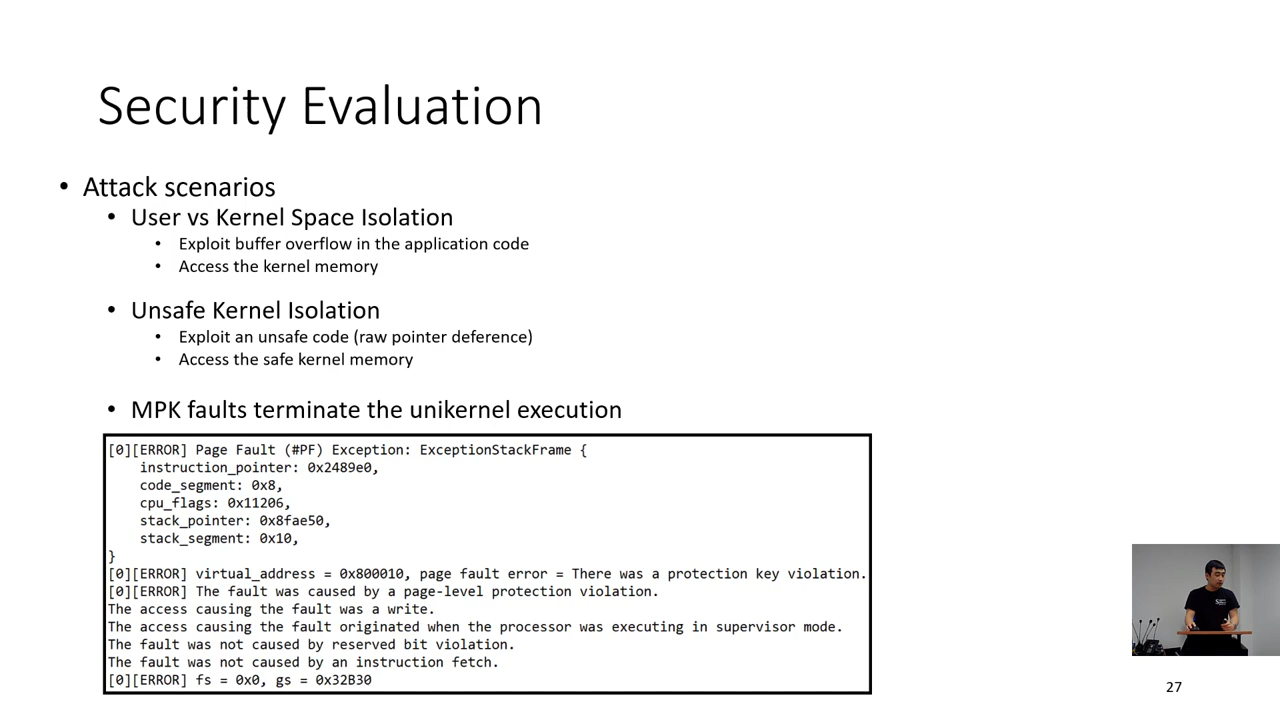 Security Evaluation
• Attack scenarios
• User vs Kernel Space Isolation
• Exploit buffer overflow in the application code
• Access the kernel memory
• Unsafe Kernel Isolation
• Exploit an unsafe code (raw pointer deference)
• Access the safe kernel memory
• MPK faults terminate the unikernel execution
[0][ERROR] Page Fault (#PF) Exception: ExceptionStackFrame {
instruction_pointer: 0x2489e0,
code_segment: 0x8,
cpu_flags: 0x11206,
stack_pointer: 0x8fae50,
stack_segment: 0x10,
}
[0][ERROR] virtual_address = 0x800010, page fault error = There was a protection key violation.
[0][ERROR] The fault was caused by a page-level protection violation.
The access causing the fault was a write.
The access causing the fault originated when the processor was executing in supervisor mode.
The fault was not caused by reserved bit violation.
The fault was not caused by an instruction fetch.
[0][ERROR] fs = 0x0, gs = 0x32B30
27